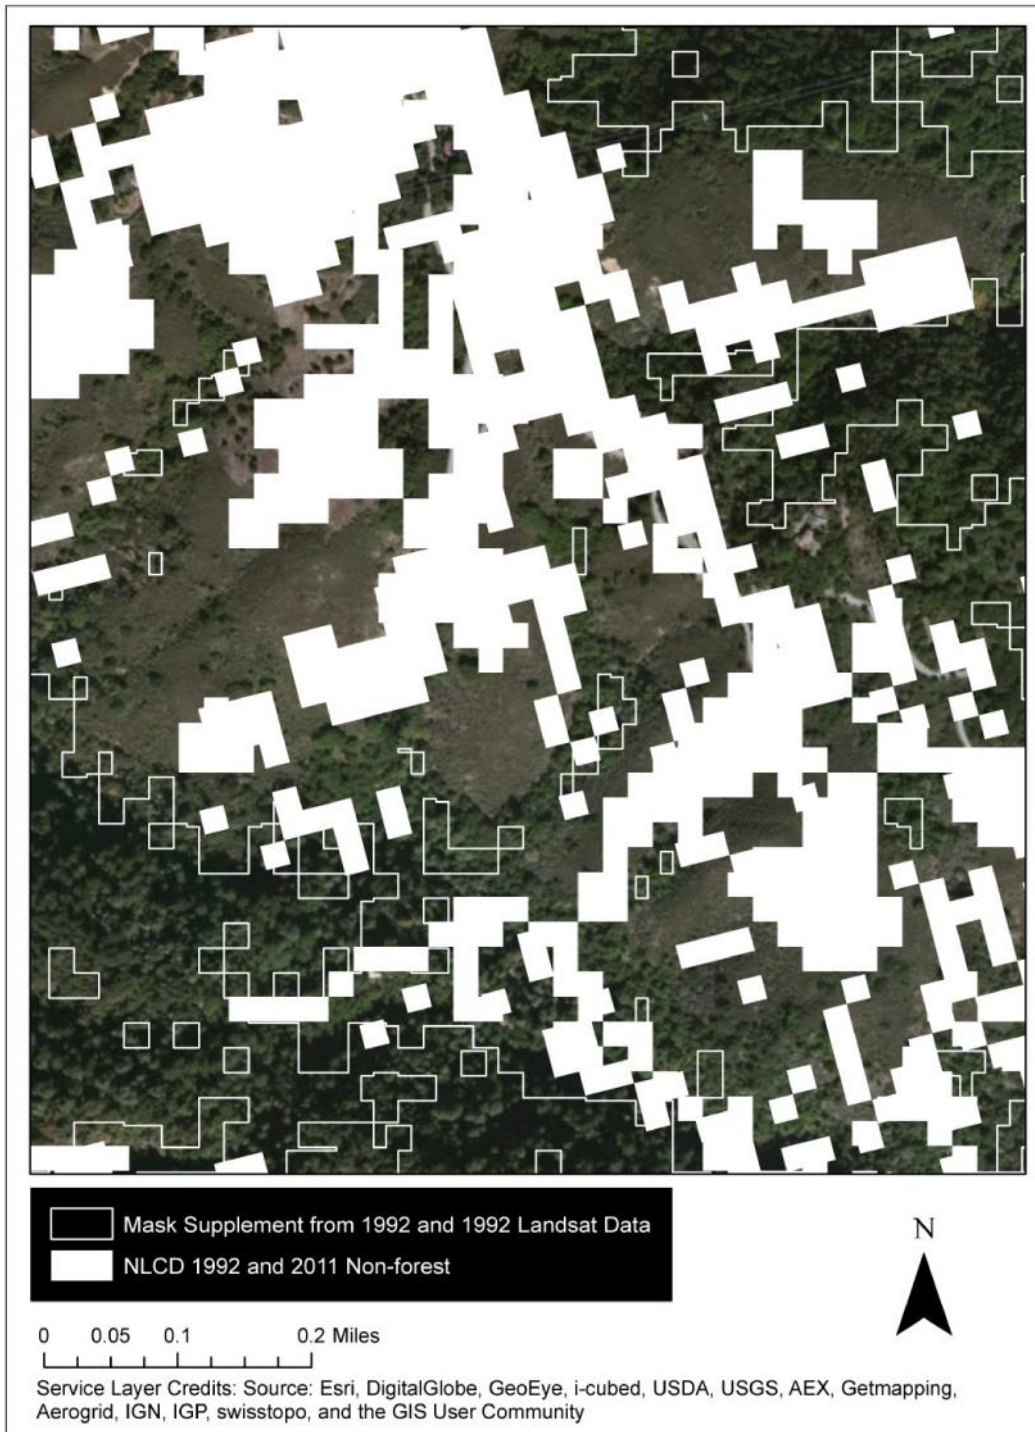 Mask Supplement from 1992 and 1992 Landsat Data
NLCD 1992 and 2011 Non-forest
N
0 0.05 0.1 0.2 Miles
Service Layer Credits: Source: Esri, DigitalGlobe, GeoEye, i-cubed, USDA, USGS, AEX, Getmapping,
Aerogrid, IGN, IGP, swisstopo, and the GIS User Community